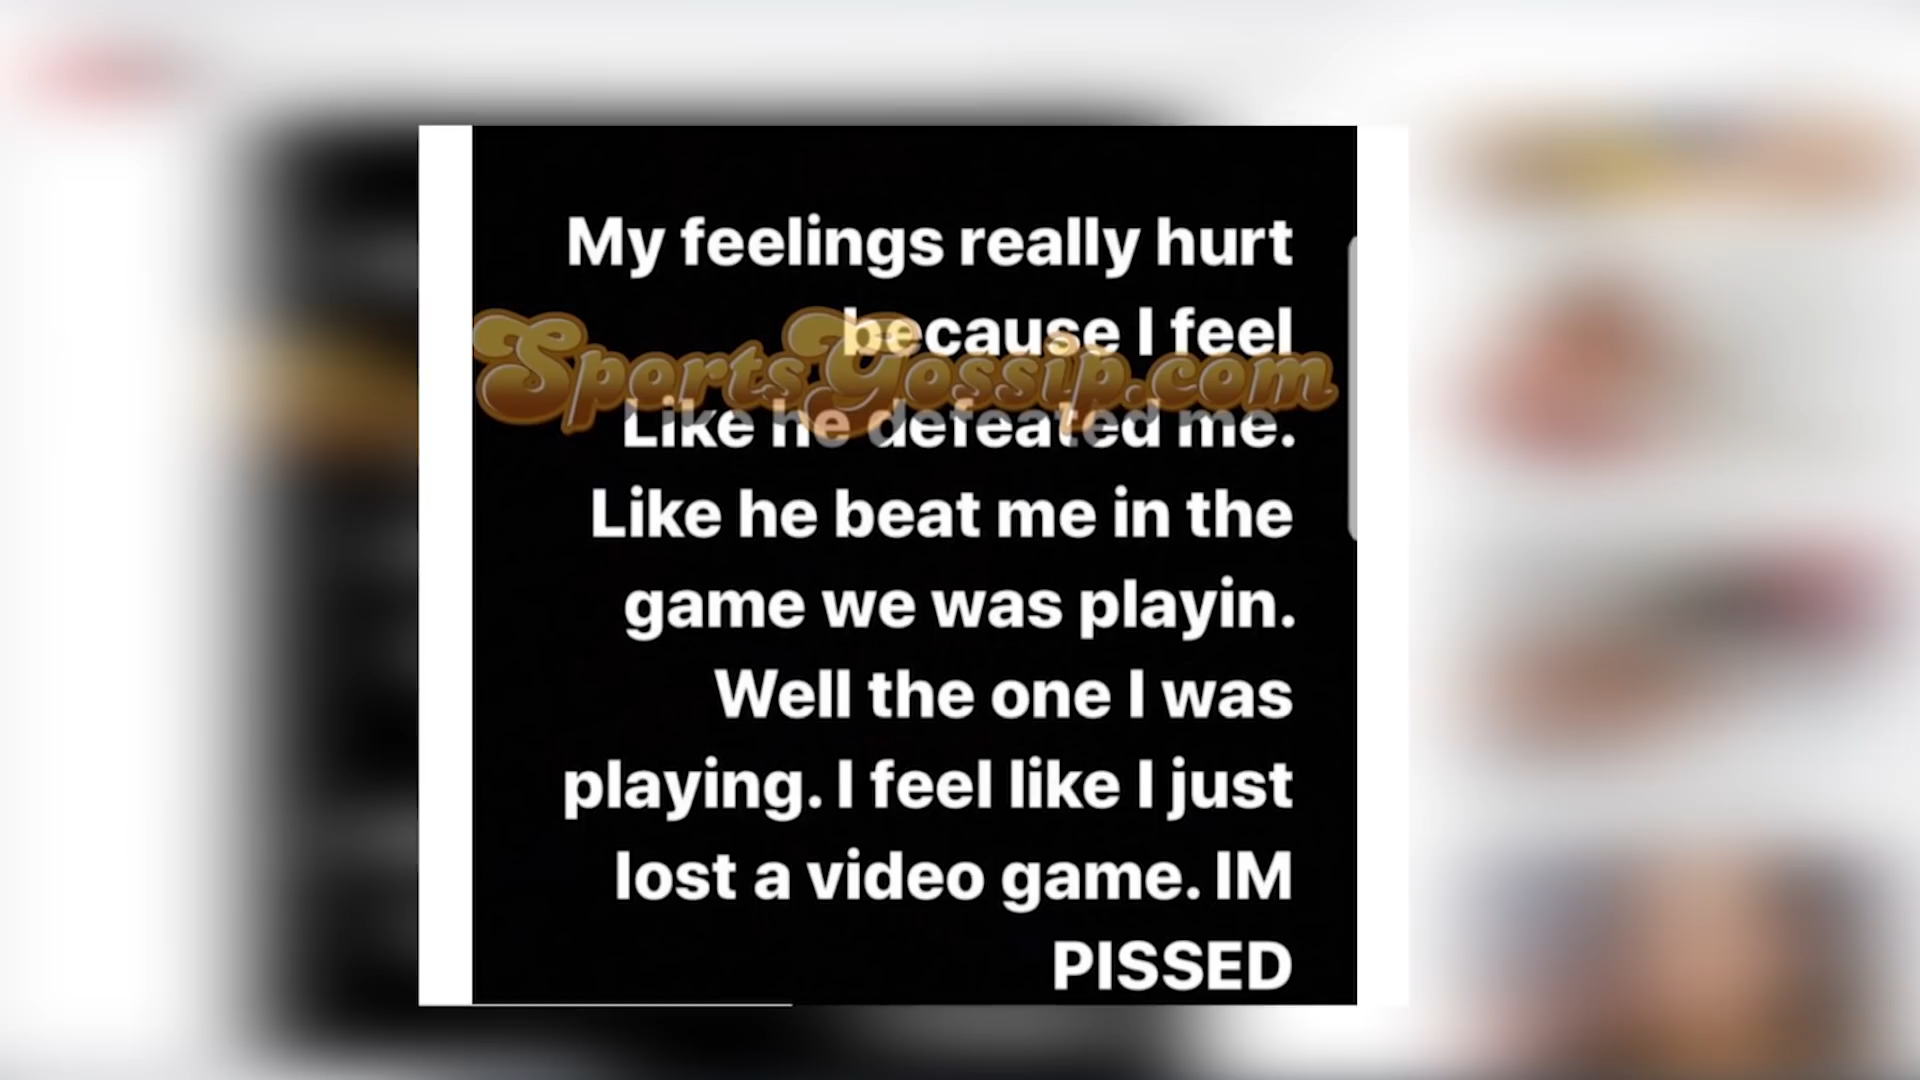 My feelings really hurt
because I feel
SportsGossip.com
Like he defeated me.
Like he beat me in the
game we was playin.
Well the one I was
playing. I feel like I just
lost a video game. IM
PISSED